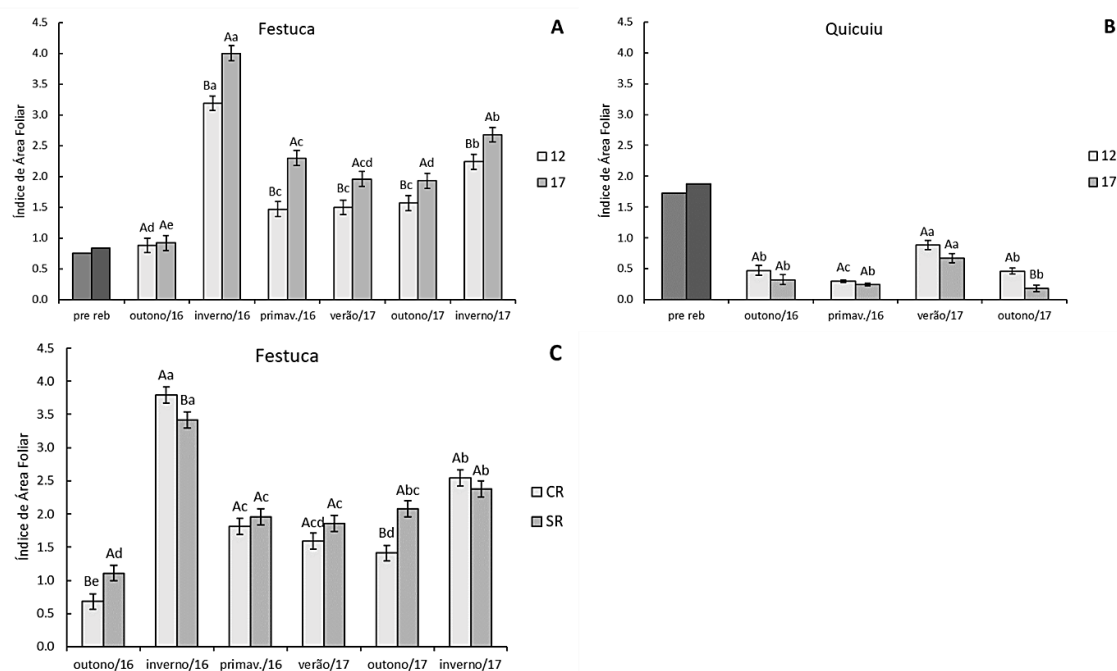 Festuca
A
Índice de Área Foliar
4.5
4.0
3.5
3.0
2.5
2.0
1.5
1.0
0.5
0.0
Ad Ae
Ba Aa
Bc Ac
Bc Acd
Bc Ad
Bb Ab
pre reb outono/16 inverno/16 primav./16 verão/17 outono/17 inverno/17
12
17
Quicuiu
B
Índice de Área Foliar
4.5
4.0
3.5
3.0
2.5
2.0
1.5
1.0
0.5
0.0
Ab Ab
Ac Ab
Aa Aa
Ab Bb
pre reb outono/16 primav./16 verão/17 outono/17
12
17
Festuca
C
Índice de Área Foliar
4.5
4.0
3.5
3.0
2.5
2.0
1.5
1.0
0.5
0.0
Be Ad
Aa Ba
Ac Ac
Acd Ac
Bd Abc
Ab Ab
outono/16 inverno/16 primav./16 verão/17 outono/17 inverno/17
CR
SR